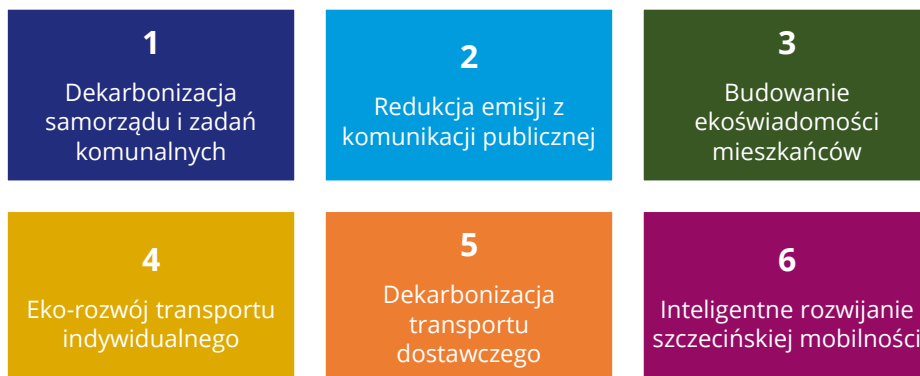 1
Dekarbonizacja
samorządu i zadań
komunalnych
2
Redukcja emisji z
komunikacji publicznej
3
Budowanie
ekoświadomości
mieszkańców
4
Eko-rozwój transportu
indywidualnego
5
Dekarbonizacja
transportu
dostawczego
6
Inteligentne rozwijanie
szczecińskiej mobilności